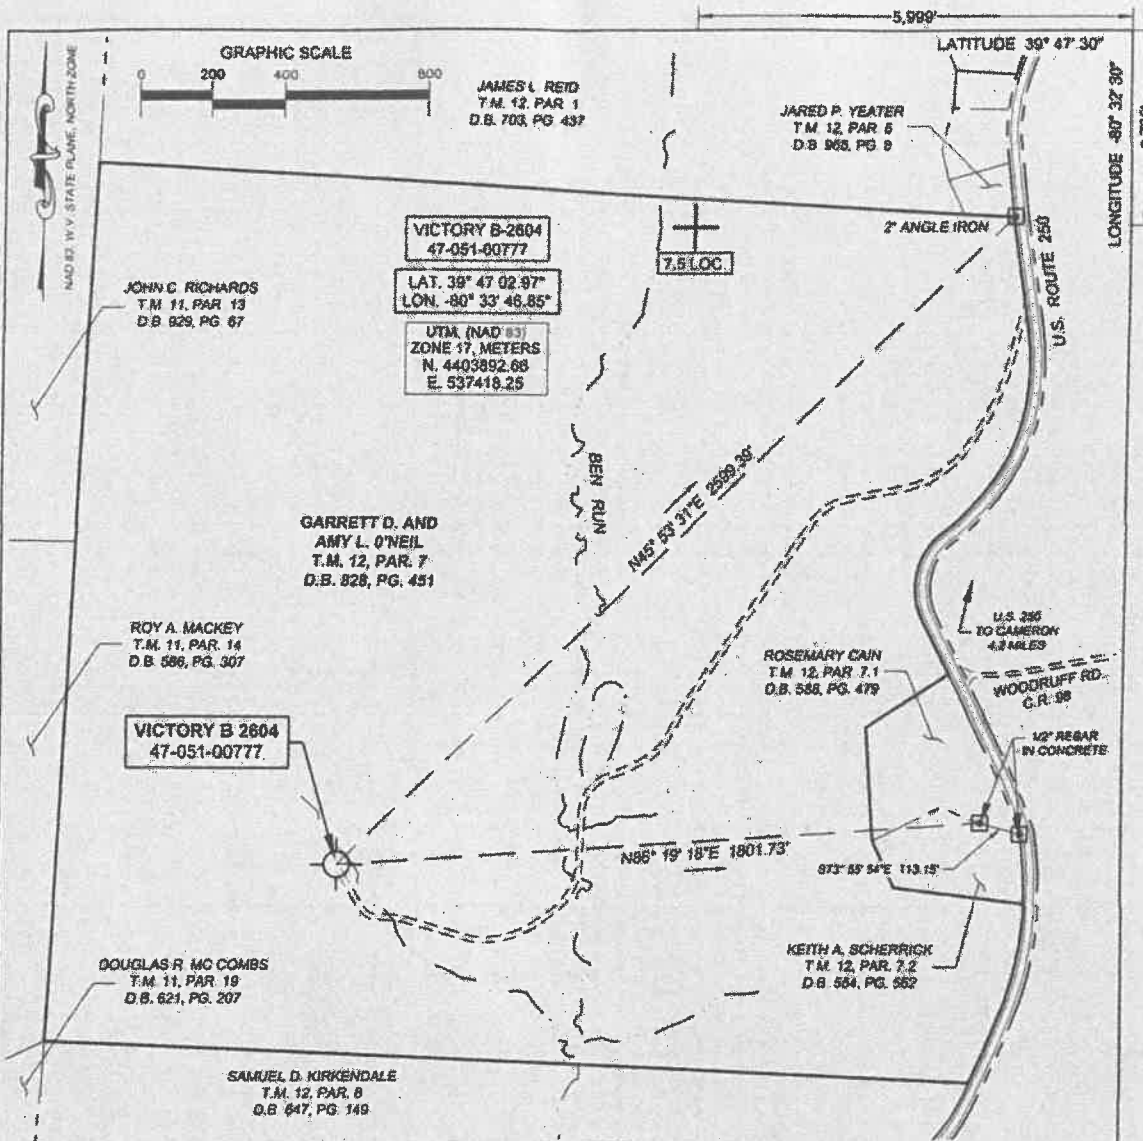 5,999'
LATITUDE 39° 47' 30"
LONGITUDE -80° 32' 30"
GRAPHIC SCALE
0 200 400 800
NAD 83, W.V. STATE PLANE, NORTH ZONE
JAMES L REID
T.M. 12, PAR 1
D.B. 703, PG 437
JARED P. YEATER
T.M. 12, PAR 5
D.B. 965, PG. 9
2" ANGLE IRON
U.S. ROUTE 250
VICTORY B-2604
47-051-00777
LAT. 39° 47 02.97"
LON. -80° 33' 46.85"
UTM, (NAD 83)
ZONE 17, METERS
N. 4403892.66
E. 537418.25
7.5 LOC.
JOHN C. RICHARDS
T.M. 11, PAR 13
D.B. 929, PG. 67
BEN RUN
N45° 53' 31"E 2599.39'
GARRETT D. AND
AMY L. O'NEIL
T.M. 12, PAR. 7
D.B. 828, PG. 451
ROY A. MACKEY
T.M. 11, PAR. 14
D.B. 586, PG. 307
U.S. 250
TO CAMERON
4.2 MILES
ROSEMARY CAIN
T.M. 12, PAR 7.1
D.B. 588, PG. 479
WOODRUFF RD.
C.R. 98
1/2" REBAR
IN CONCRETE
VICTORY B 2604
47-051-00777
N86° 19' 18"E 1801.73'
S73° 55' 54"E 113.15'
DOUGLAS R. MC COMBS
T.M. 11, PAR 19
D.B. 621, PG. 207
KEITH A. SCHERRICK
T.M. 12, PAR. 7.2
D.B. 564, PG. 552
SAMUEL D. KIRKENDALE
T.M. 12, PAR. 8
D.B. 647, PG. 149